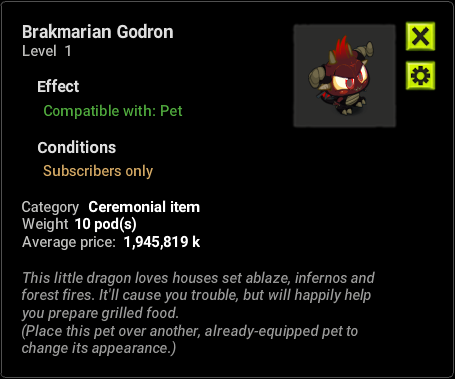 Brakmarian Godron
Level 1
Effect
Compatible with: Pet
Conditions
Subscribers only
Category Ceremonial item
Weight 10 pod(s)
Average price: 1,945,819 k
This little dragon loves houses set ablaze, infernos and
forest fires. It'll cause you trouble, but will happily help
you prepare grilled food.
(Place this pet over another, already-equipped pet to
change its appearance.)